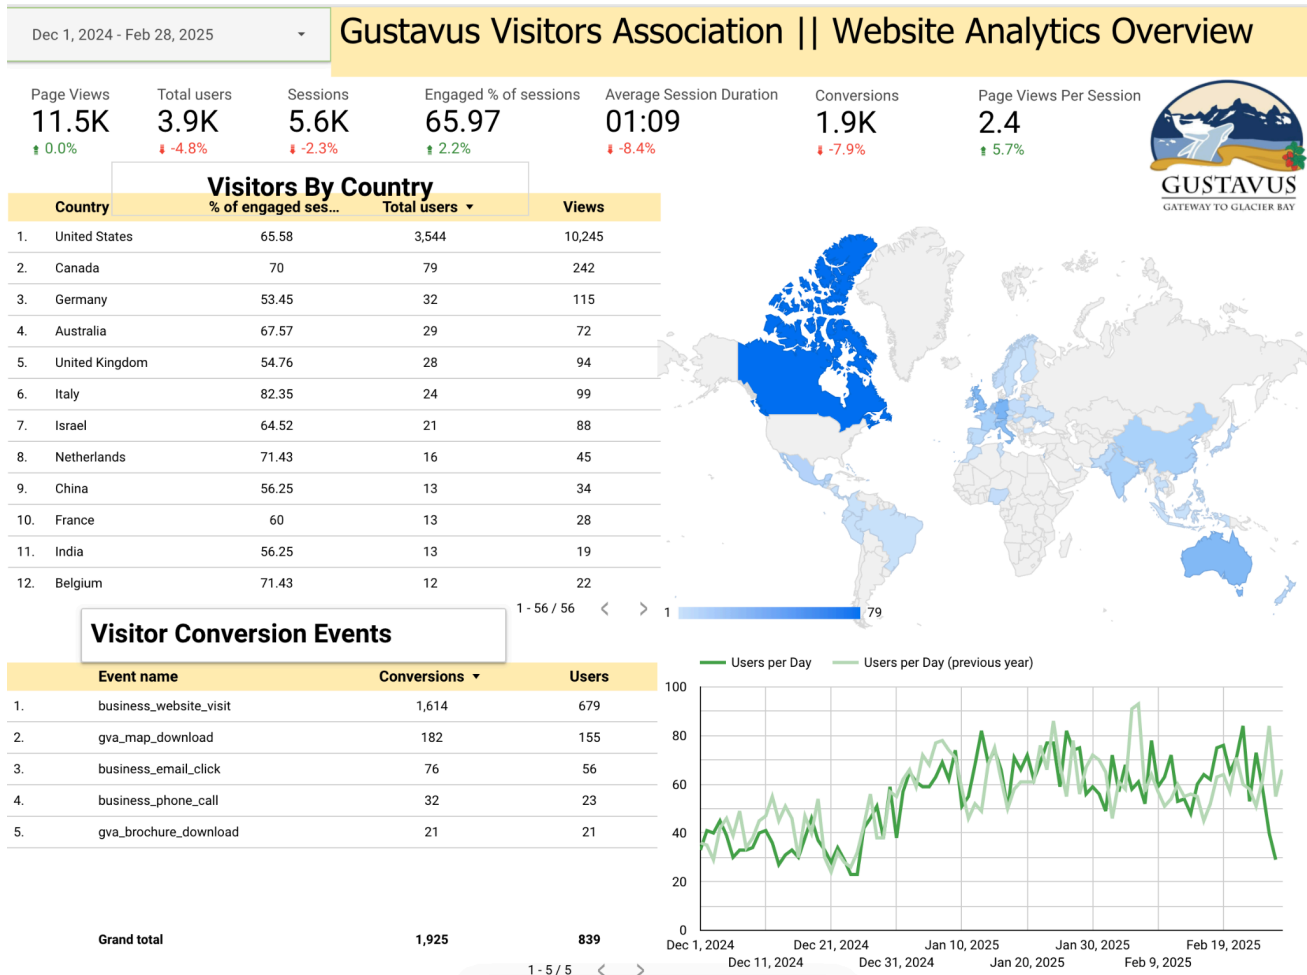 Dec 1, 2024 - Feb 28, 2025
Gustavus Visitors Association || Website Analytics Overview
Page Views
11.5K
0.0%
Total users
3.9K
-4.8%
Sessions
5.6K
-2.3%
Engaged % of sessions
65.97
2.2%
Average Session Duration
01:09
-8.4%
Conversions
1.9K
-7.9%
Page Views Per Session
2.4
5.7%
GUSTAVUS
GATEWAY TO GLACIER BAY
Visitors By Country
Country % of engaged ses... Total users Views
1. United States 65.58 3,544 10,245
2. Canada 70 79 242
3. Germany 53.45 32 115
4. Australia 67.57 29 72
5. United Kingdom 54.76 28 94
6. Italy 82.35 24 99
7. Israel 64.52 21 88
8. Netherlands 71.43 16 45
9. China 56.25 13 34
10. France 60 13 28
11. India 56.25 13 19
12. Belgium 71.43 12 22
1 - 56 / 56
1 79
Visitor Conversion Events
Event name Conversions Users
1. business_website_visit 1,614 679
2. gva_map_download 182 155
3. business_email_click 76 56
4. business_phone_call 32 23
5. gva_brochure_download 21 21
Grand total 1,925 839
1 - 5 / 5
Users per Day Users per Day (previous year)
100
80
60
40
20
0
Dec 1, 2024 Dec 21, 2024 Jan 10, 2025 Jan 30, 2025 Feb 19, 2025
Dec 11, 2024 Dec 31, 2024 Jan 20, 2025 Feb 9, 2025